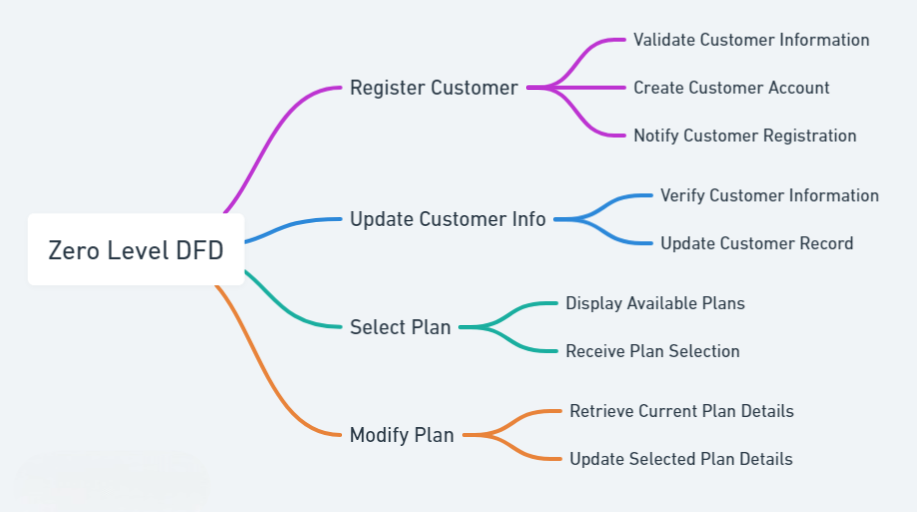 Zero Level DFD
Register Customer
Validate Customer Information
Create Customer Account
Notify Customer Registration
Update Customer Info
Verify Customer Information
Update Customer Record
Select Plan
Display Available Plans
Receive Plan Selection
Modify Plan
Retrieve Current Plan Details
Update Selected Plan Details